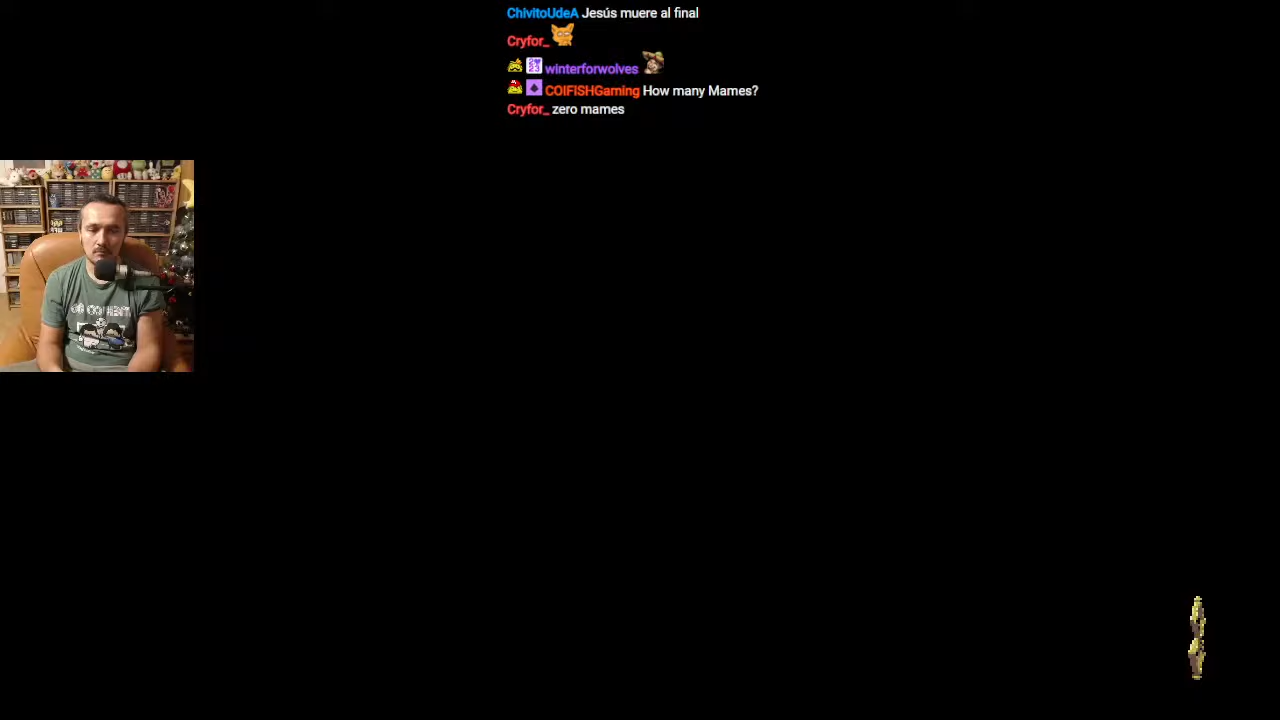 ChivitoUdeA Jesús muere al final
Cryfor_
winterforwolves
COIFISHGaming How many Mames?
Cryfor_ zero mames